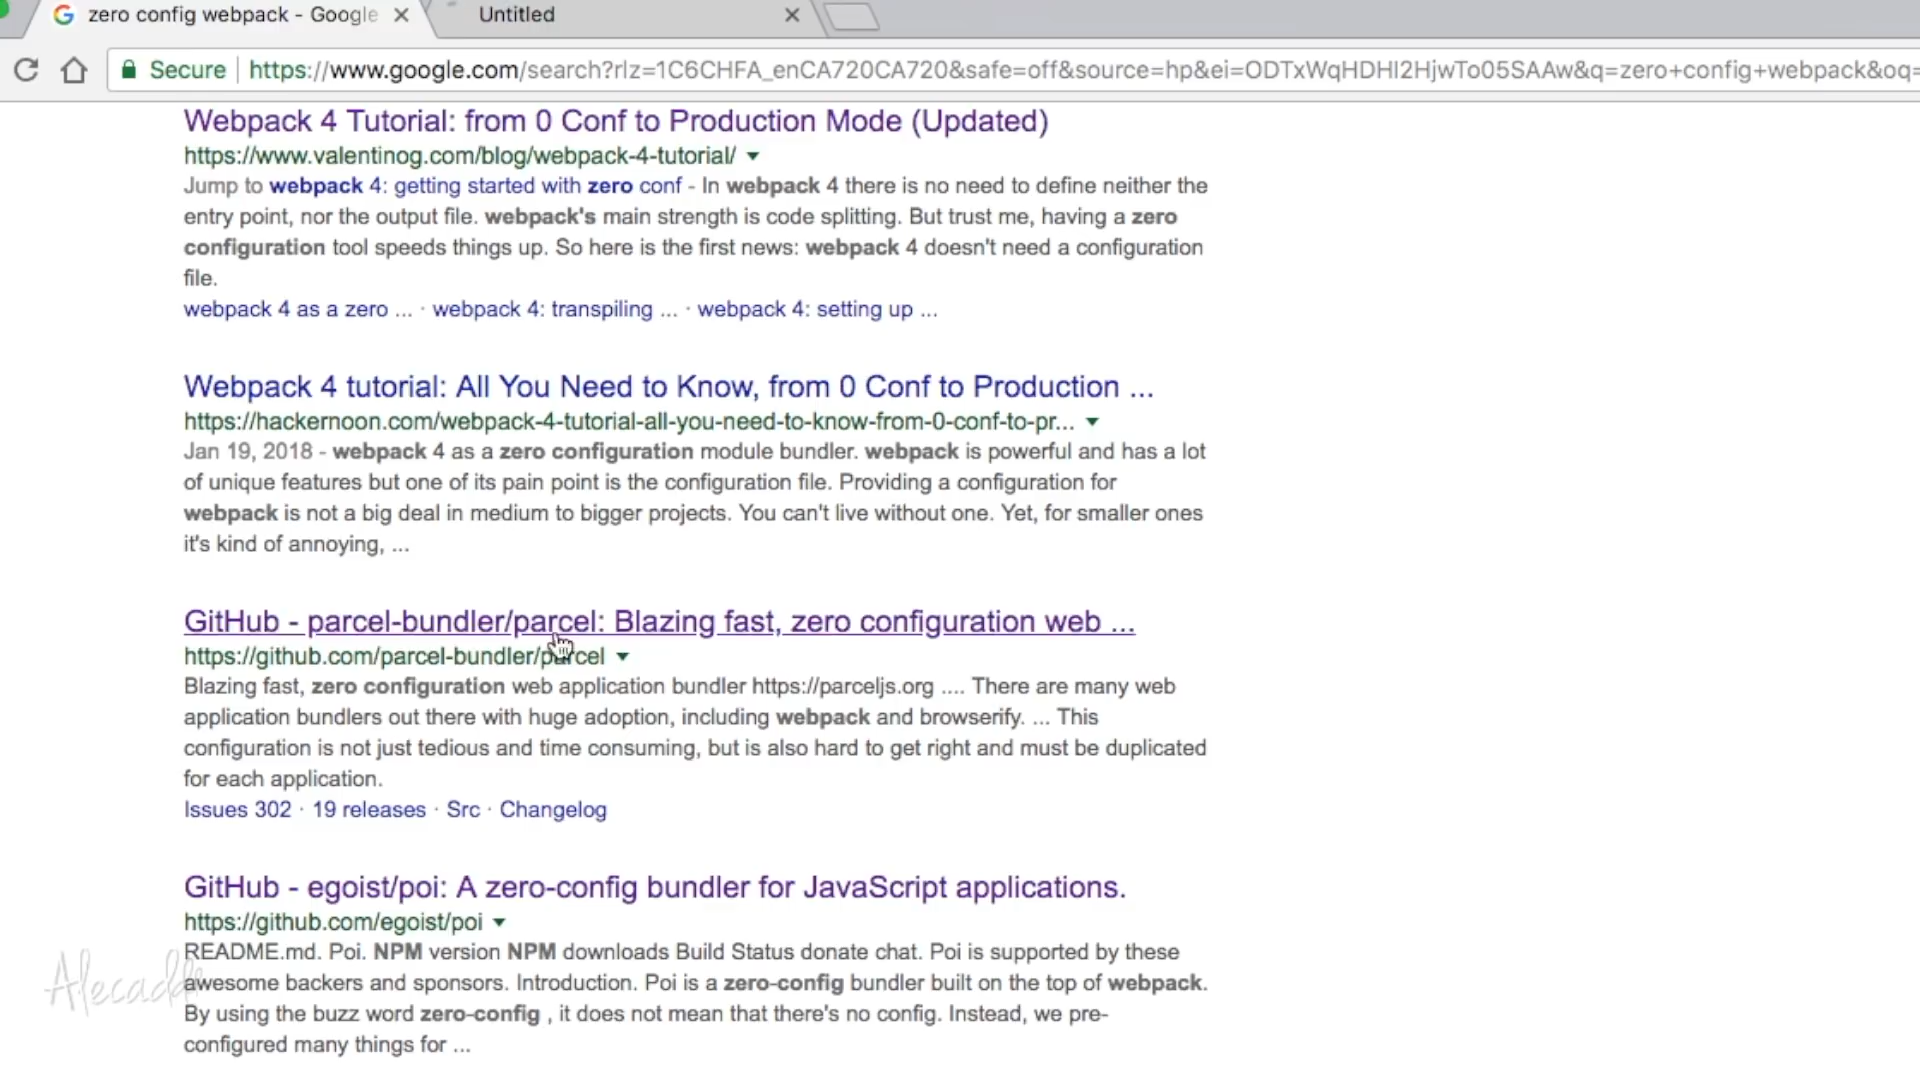 zero config webpack - Google
Untitled
Secure https://www.google.com/search?rlz=1C6CHFA_enCA720CA720&safe=off&source=hp&ei=ODTxWqHDHI2HjwTo05SAAw&q=zero+config+webpack&oq=
Webpack 4 Tutorial: from 0 Conf to Production Mode (Updated)
https://www.valentinog.com/blog/webpack-4-tutorial/
Jump to webpack 4: getting started with zero conf - In webpack 4 there is no need to define neither the
entry point, nor the output file. webpack's main strength is code splitting. But trust me, having a zero
configuration tool speeds things up. So here is the first news: webpack 4 doesn't need a configuration
file.
webpack 4 as a zero ... · webpack 4: transpiling ... · webpack 4: setting up ...
Webpack 4 tutorial: All You Need to Know, from 0 Conf to Production ...
https://hackernoon.com/webpack-4-tutorial-all-you-need-to-know-from-0-conf-to-pr...
Jan 19, 2018 - webpack 4 as a zero configuration module bundler. webpack is powerful and has a lot
of unique features but one of its pain point is the configuration file. Providing a configuration for
webpack is not a big deal in medium to bigger projects. You can't live without one. Yet, for smaller ones
it's kind of annoying, ...
GitHub - parcel-bundler/parcel: Blazing fast, zero configuration web ...
https://github.com/parcel-bundler/parcel
Blazing fast, zero configuration web application bundler https://parceljs.org .... There are many web
application bundlers out there with huge adoption, including webpack and browserify. ... This
configuration is not just tedious and time consuming, but is also hard to get right and must be duplicated
for each application.
Issues 302 · 19 releases · Src · Changelog
GitHub - egoist/poi: A zero-config bundler for JavaScript applications.
https://github.com/egoist/poi
README.md. Poi. NPM version NPM downloads Build Status donate chat. Poi is supported by these
awesome backers and sponsors. Introduction. Poi is a zero-config bundler built on the top of webpack.
By using the buzz word zero-config , it does not mean that there's no config. Instead, we pre-
configured many things for ...
Alecaddd